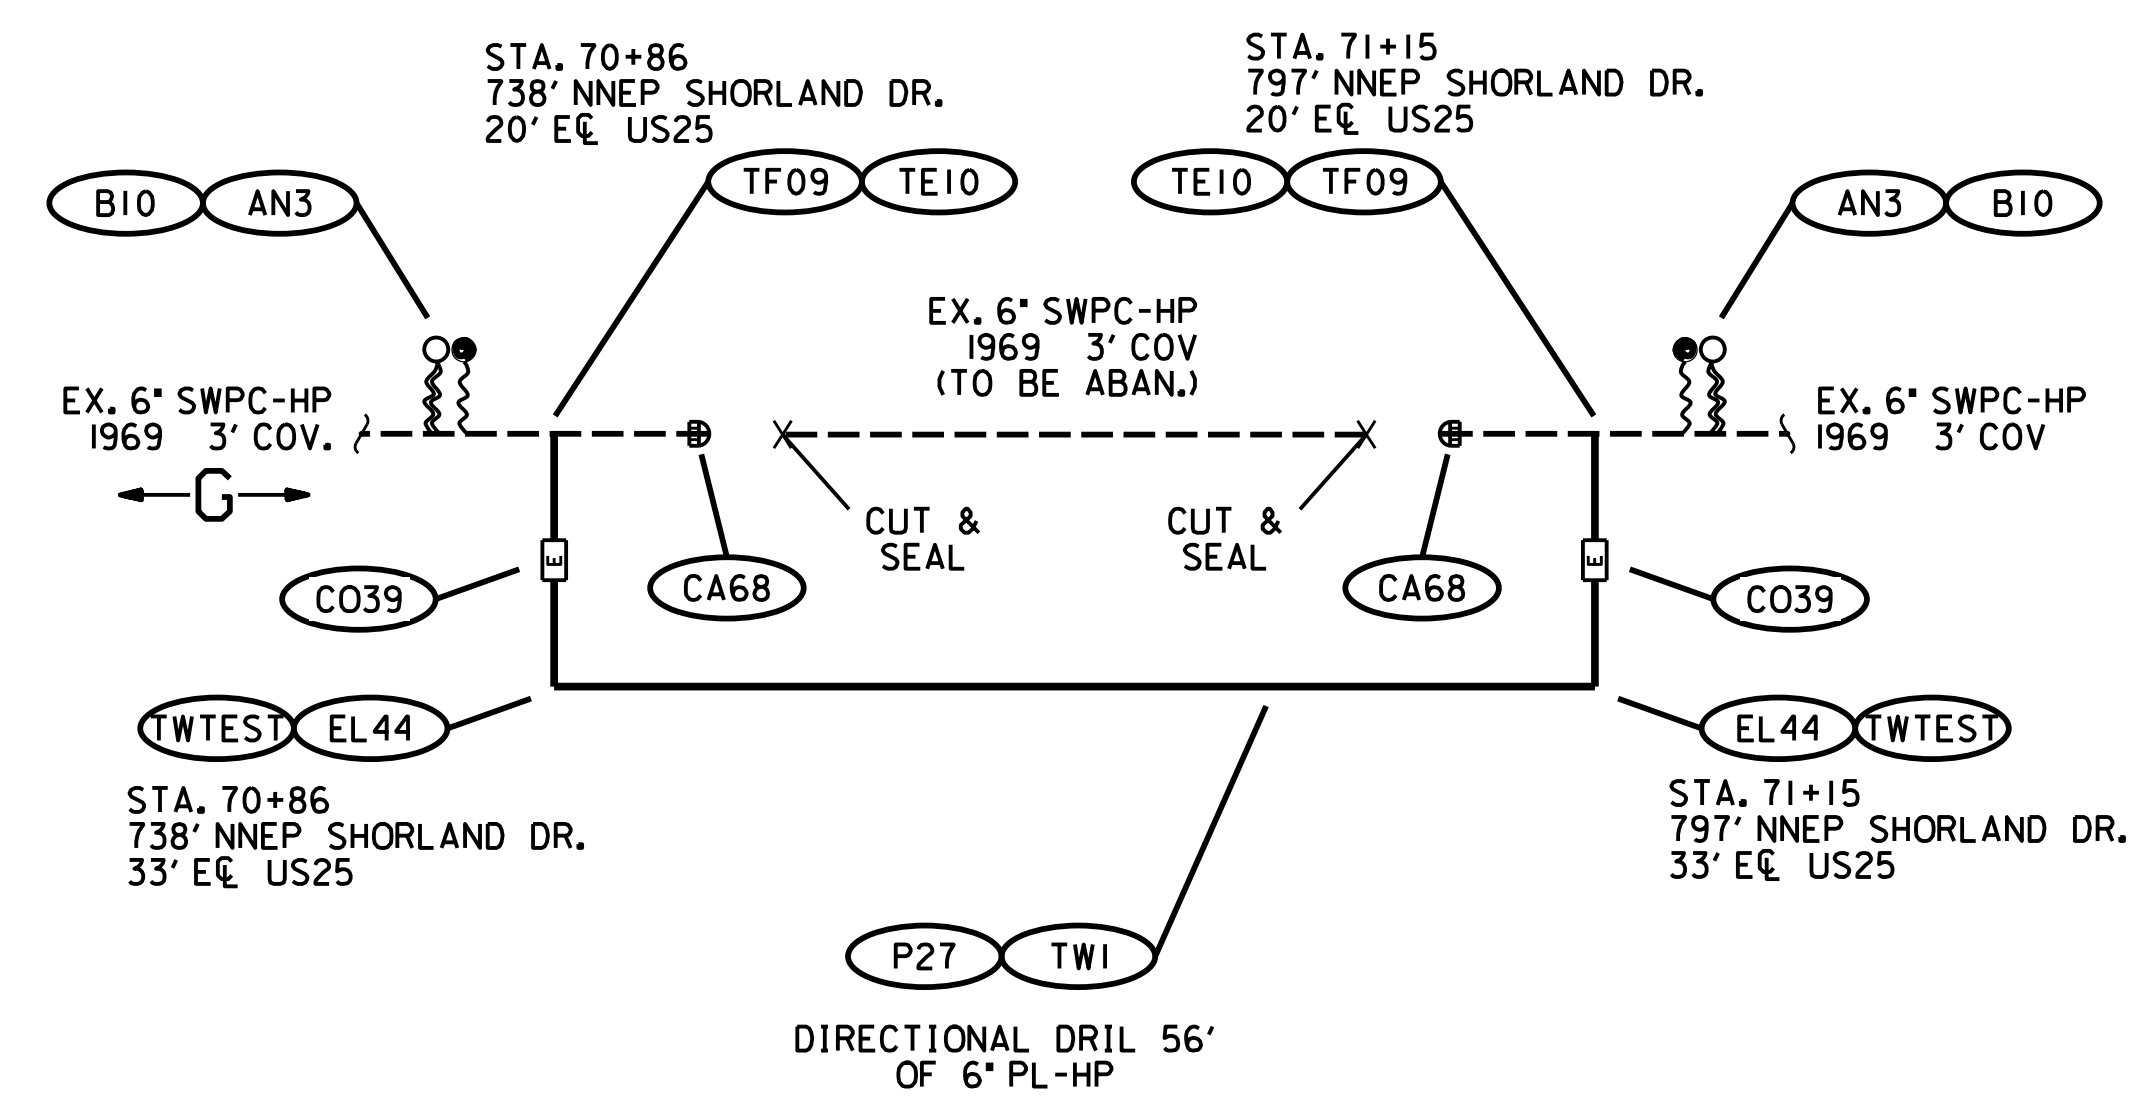 STA. 70+86
738' NNEP SHORLAND DR.
20' E℄ US25
STA. 71+15
797' NNEP SHORLAND DR.
20' E℄ US25
B10 AN3
TF09 TE10
TE10 TF09
AN3 B10
EX. 6" SWPC-HP
1969 3' COV
(TO BE ABAN.)
EX. 6" SWPC-HP
1969 3' COV.
EX. 6" SWPC-HP
1969 3' COV
G
CUT &
SEAL
CUT &
SEAL
E
E
CO39
CA68
CA68
CO39
TWTEST EL44
EL44 TWTEST
STA. 70+86
738' NNEP SHORLAND DR.
33' E℄ US25
STA. 71+15
797' NNEP SHORLAND DR.
33' E℄ US25
P27 TW1
DIRECTIONAL DRIL 56'
OF 6" PL-HP